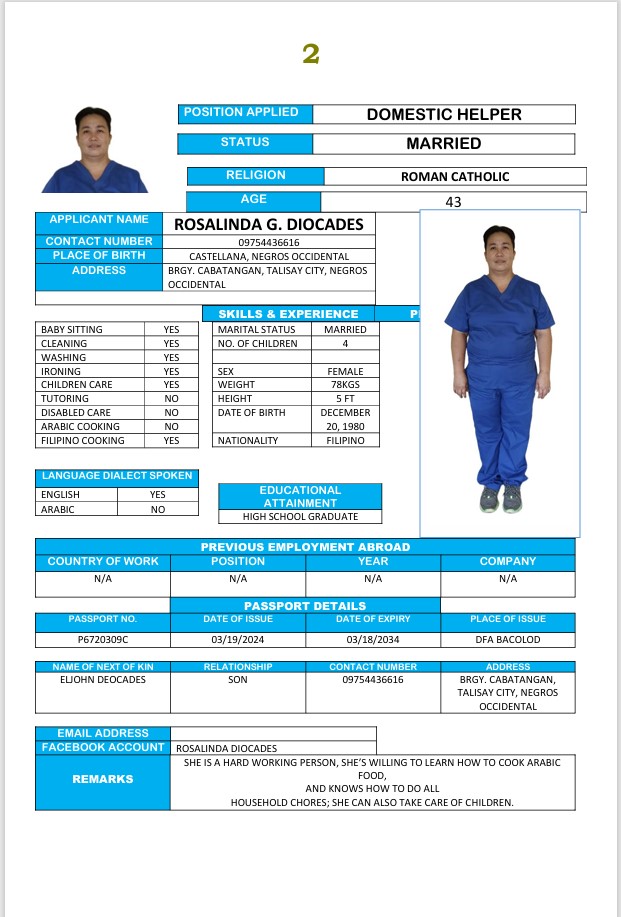 2
POSITION APPLIED DOMESTIC HELPER
STATUS MARRIED
RELIGION ROMAN CATHOLIC
AGE 43
APPLICANT NAME ROSALINDA G. DIOCADES
CONTACT NUMBER 09754436616
PLACE OF BIRTH CASTELLANA, NEGROS OCCIDENTAL
ADDRESS BRGY. CABATANGAN, TALISAY CITY, NEGROS
OCCIDENTAL
SKILLS & EXPERIENCE
BABY SITTING YES
CLEANING YES
WASHING YES
IRONING YES
CHILDREN CARE YES
TUTORING NO
DISABLED CARE NO
ARABIC COOKING NO
FILIPINO COOKING YES
MARITAL STATUS MARRIED
NO. OF CHILDREN 4
SEX FEMALE
WEIGHT 78KGS
HEIGHT 5 FT
DATE OF BIRTH DECEMBER
20, 1980
NATIONALITY FILIPINO
LANGUAGE DIALECT SPOKEN
ENGLISH YES
ARABIC NO
EDUCATIONAL
ATTAINMENT
HIGH SCHOOL GRADUATE
PREVIOUS EMPLOYMENT ABROAD
COUNTRY OF WORK POSITION YEAR COMPANY
N/A N/A N/A N/A
PASSPORT DETAILS
PASSPORT NO. DATE OF ISSUE DATE OF EXPIRY PLACE OF ISSUE
P6720309C 03/19/2024 03/18/2034 DFA BACOLOD
NAME OF NEXT OF KIN RELATIONSHIP CONTACT NUMBER ADDRESS
ELJOHN DEOCADES SON 09754436616 BRGY. CABATANGAN,
TALISAY CITY, NEGROS
OCCIDENTAL
EMAIL ADDRESS
FACEBOOK ACCOUNT ROSALINDA DIOCADES
REMARKS
SHE IS A HARD WORKING PERSON, SHE'S WILLING TO LEARN HOW TO COOK ARABIC
FOOD,
AND KNOWS HOW TO DO ALL
HOUSEHOLD CHORES; SHE CAN ALSO TAKE CARE OF CHILDREN.